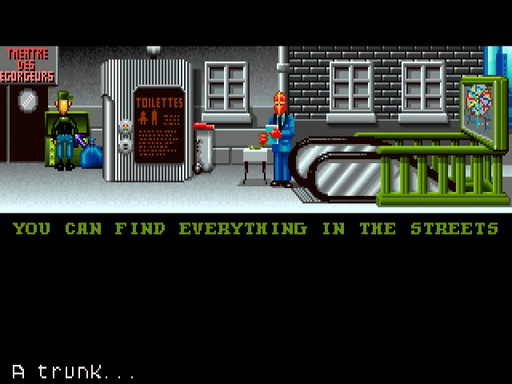 THEATRE
DES
EGORGEURS
TOILETTES
YOU CAN FIND EVERYTHING IN THE STREETS
A trunk...